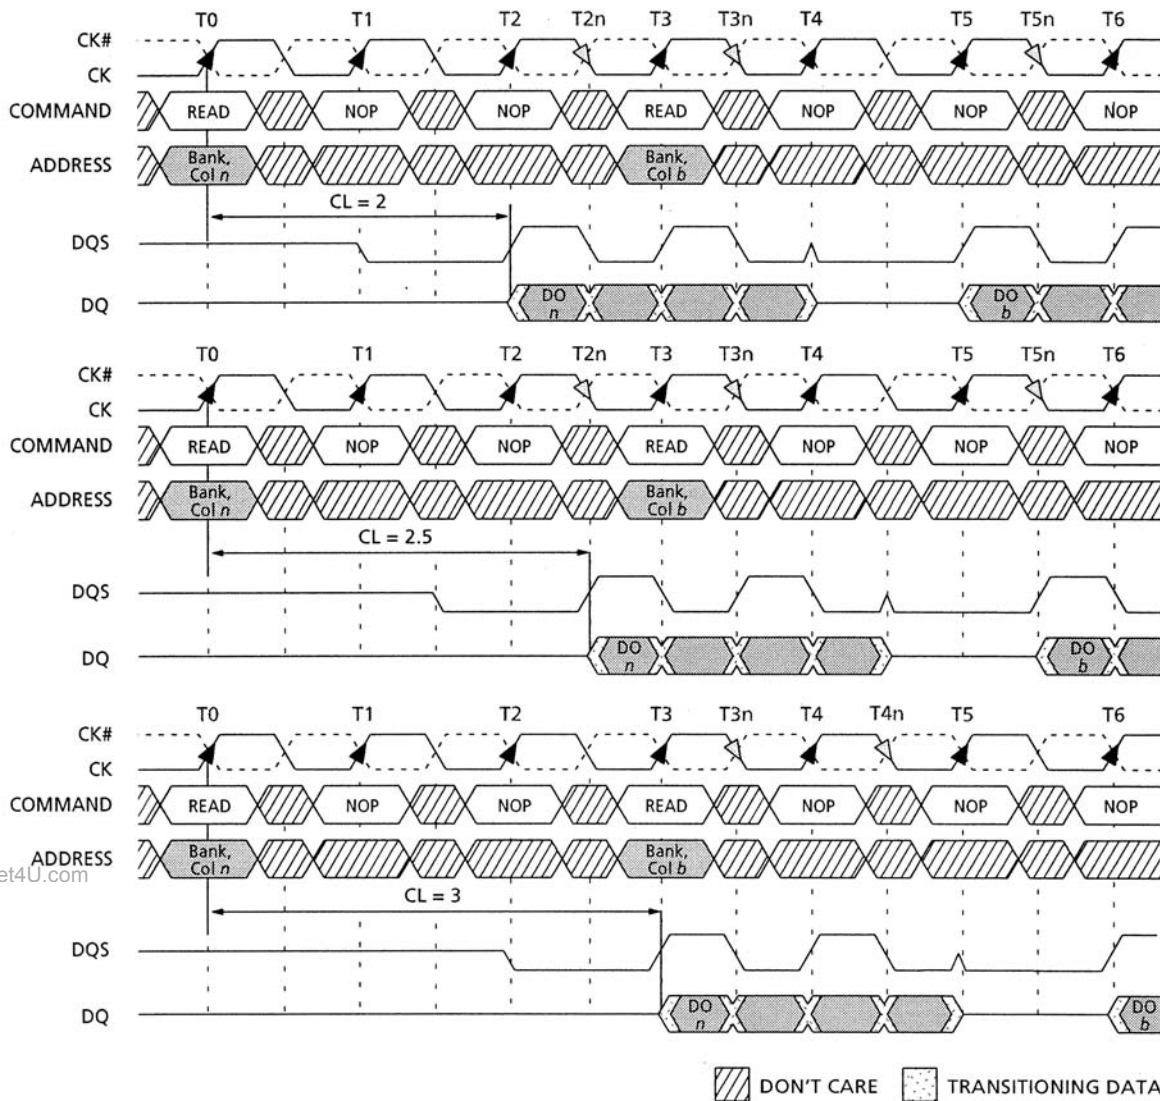 T0 T1 T2 T2n T3 T3n T4 T5 T5n T6
CK#
CK
COMMAND READ NOP NOP READ NOP NOP NOP
ADDRESS Bank, Col n Bank, Col b
CL = 2
DQS
DQ DO n DO b
T0 T1 T2 T2n T3 T3n T4 T5 T5n T6
CK#
CK
COMMAND READ NOP NOP READ NOP NOP NOP
ADDRESS Bank, Col n Bank, Col b
CL = 2.5
DQS
DQ DO n DO b
T0 T1 T2 T3 T3n T4 T4n T5 T6
CK#
CK
COMMAND READ NOP NOP READ NOP NOP NOP
ADDRESS Bank, Col n Bank, Col b
et4U.com
CL = 3
DQS
DQ DO n DO b
DON'T CARE TRANSITIONING DATA